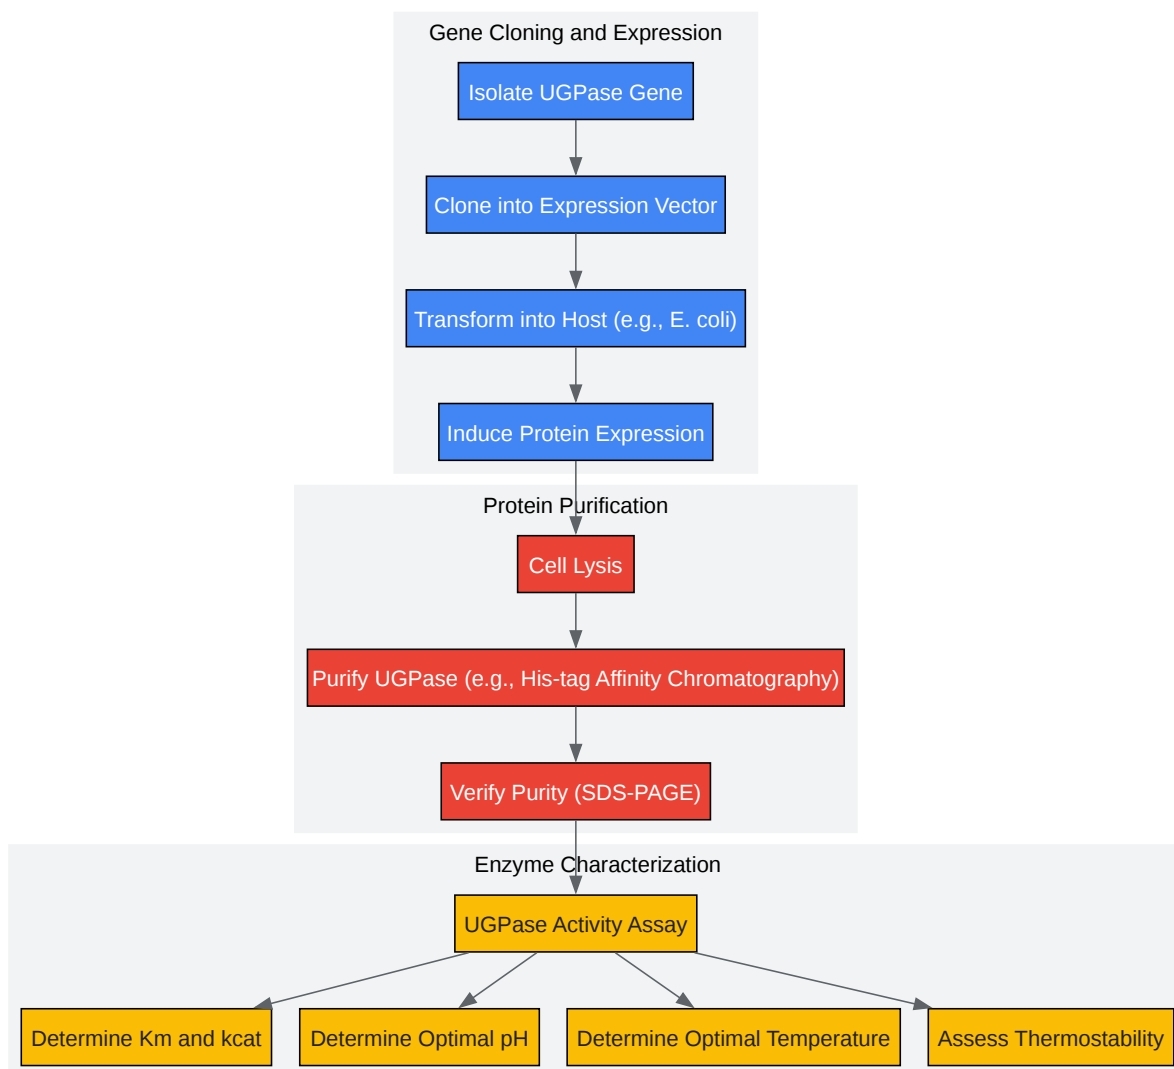 Gene Cloning and Expression
Isolate UGPase Gene
Clone into Expression Vector
Transform into Host (e.g., E. coli)
Induce Protein Expression
Protein Purification
Cell Lysis
Purify UGPase (e.g., His-tag Affinity Chromatography)
Verify Purity (SDS-PAGE)
Enzyme Characterization
UGPase Activity Assay
Determine Km and kcat
Determine Optimal pH
Determine Optimal Temperature
Assess Thermostability